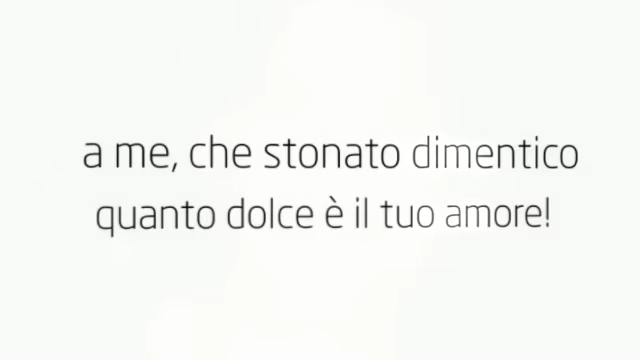 a me, che stonato dimentico
quanto dolce è il tuo amore!